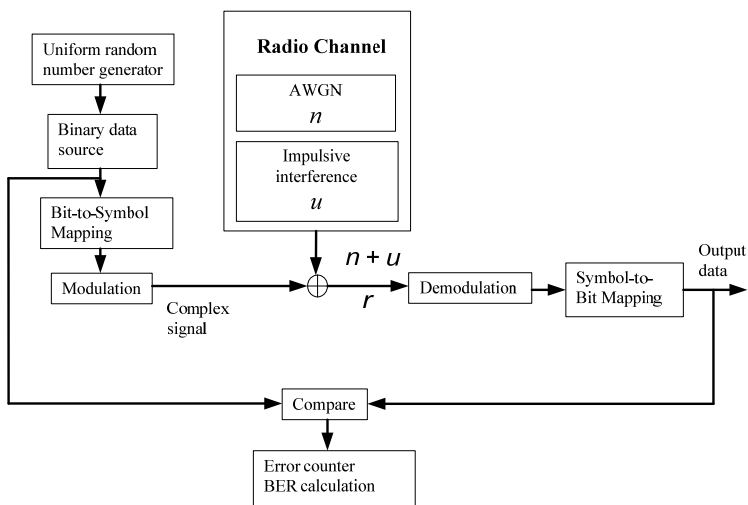 Uniform random
number generator
Binary data
source
Bit-to-Symbol
Mapping
Modulation
Complex
signal
Radio Channel
AWGN
n
Impulsive
interference
u
n + u
r
Demodulation
Symbol-to-
Bit Mapping
Output
data
Compare
Error counter
BER calculation